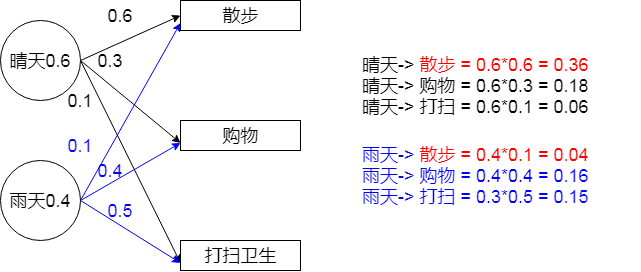 0.6
散步
晴天0.6
0.3
0.1
0.1
购物
0.4
雨天0.4
0.5
打扫卫生
晴天-> 散步 = 0.6*0.6 = 0.36
晴天-> 购物 = 0.6*0.3 = 0.18
晴天-> 打扫 = 0.6*0.1 = 0.06
雨天-> 散步 = 0.4*0.1 = 0.04
雨天-> 购物 = 0.4*0.4 = 0.16
雨天-> 打扫 = 0.3*0.5 = 0.15